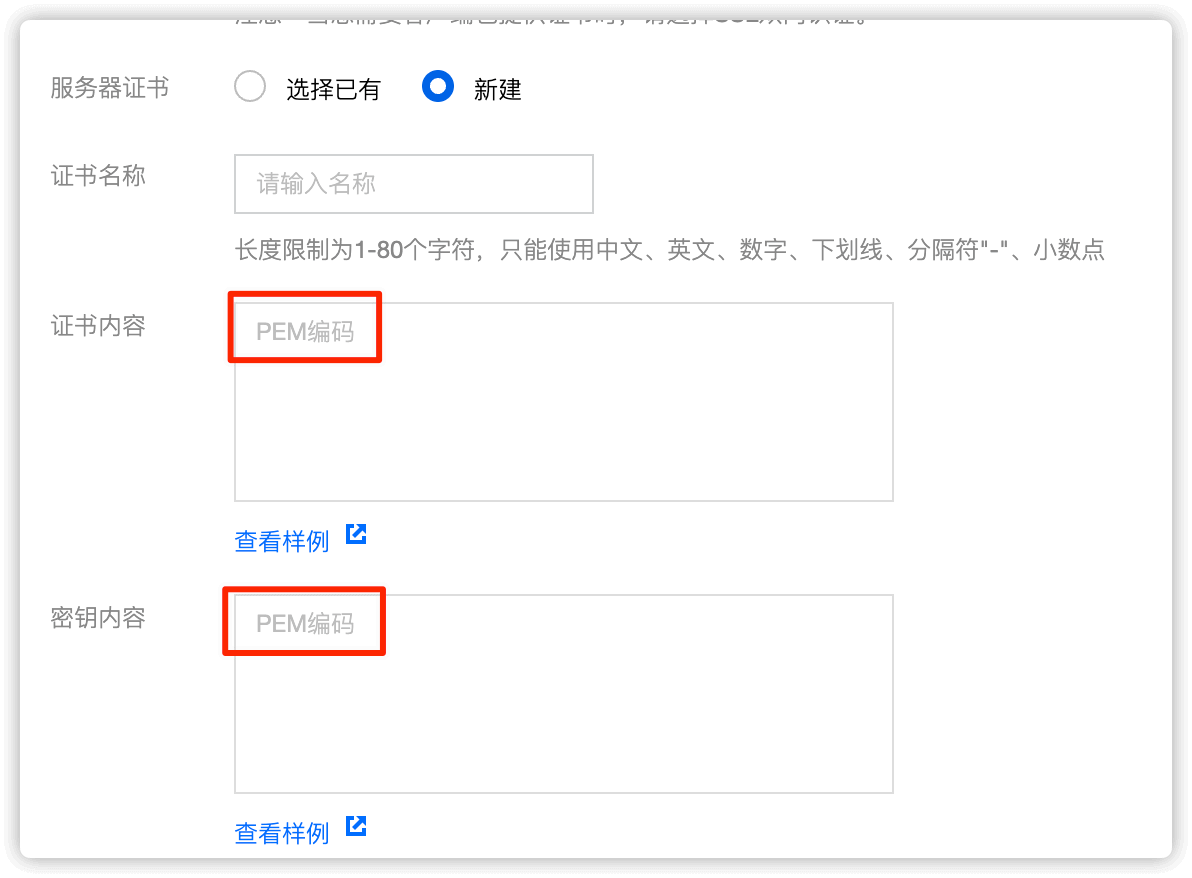 服务器证书 选择已有 新建
证书名称 请输入名称
长度限制为1-80个字符，只能使用中文、英文、数字、下划线、分隔符"-"、小数点
证书内容 PEM编码
查看样例
密钥内容 PEM编码
查看样例